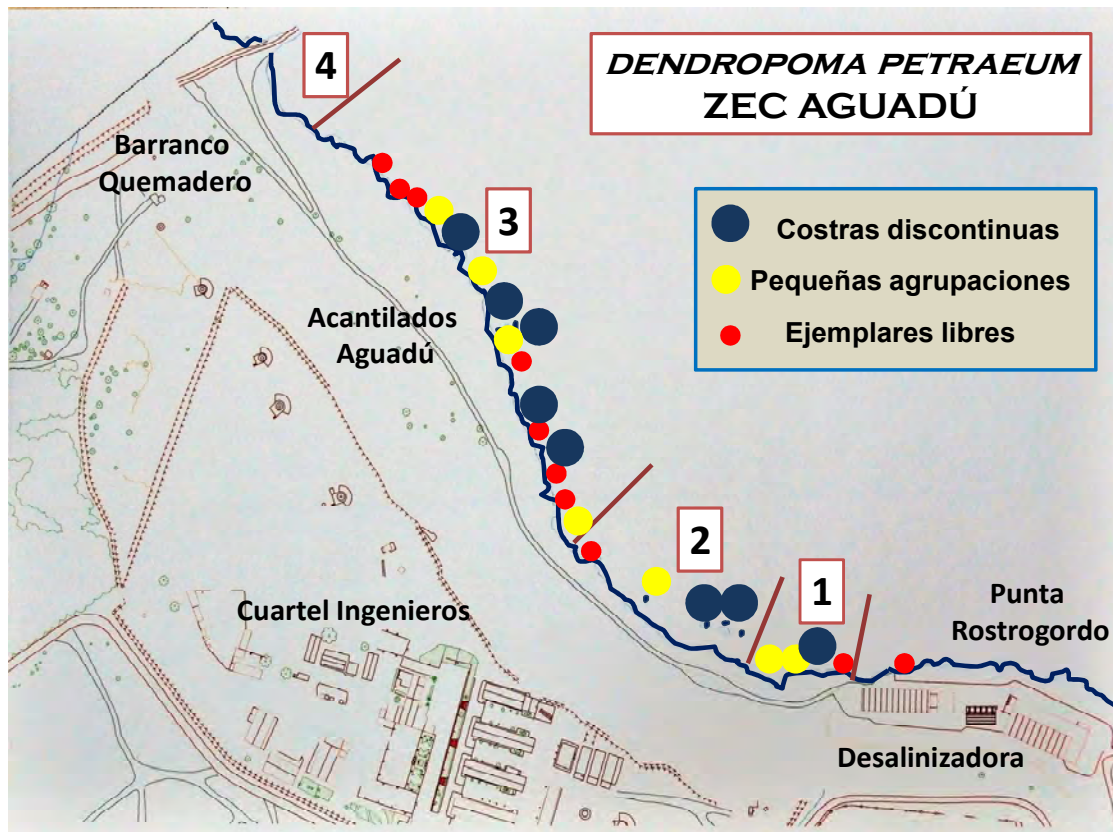 DENDROPOMA PETRAEUM
ZEC AGUADÚ
4
Barranco
Quemadero
3
Costras discontinuas
Pequeñas agrupaciones
Ejemplares libres
Acantilados
Aguadú
2
1
Punta
Rostrogordo
Cuartel Ingenieros
Desalinizadora